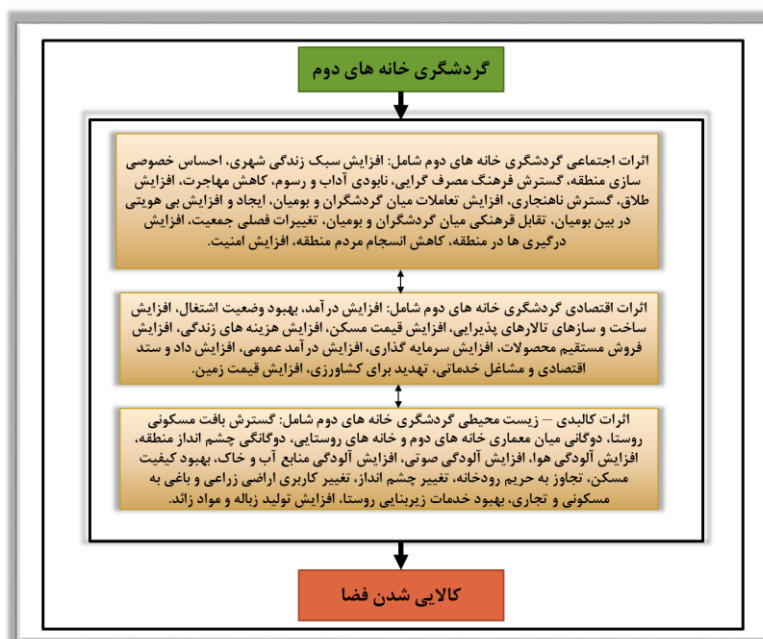 گردشگری خانه های دوم
اثرات اجتماعی گردشگری خانه های دوم شامل: افزایش سبک زندگی شهری، احساس خصوصی
سازی منطقه، گسترش فرهنگ مصرف گرایی، نابودی آداب و رسوم، کاهش مهاجرت، افزایش
طلاق، گسترش ناهنجاری، افزایش تعاملات میان گردشگران و بومیان، ایجاد و افزایش بی هویتی
در بین بومیان، تقابل فرهنکی میان گردشگران و بومیان، تغییرات فصلی جمعیت، افزایش
درگیری ها در منطقه، کاهش انسجام مردم منطقه، افزایش امنیت.
اثرات اقتصادی گردشگری خانه های دوم شامل: افزایش درآمد، بهبود وضعیت اشتغال، افزایش
ساخت و سازهای تالارهای پذیرایی، افزایش قیمت مسکن، افزایش هزینه های زندگی، افزایش
فروش مستقیم محصولات، افزایش سرمایه گذاری، افزایش درآمد عمومی، افزایش داد و ستد
اقتصادی و مشاغل خدماتی، تهدید برای کشاورزی، افزایش قیمت زمین.
اثرات کالبدی – زیست محیطی گردشگری خانه های دوم شامل: گسترش بافت مسکونی
روستا، دوگانی میان معماری خانه های دوم و خانه های روستایی، دوگانگی چشم انداز منطقه،
افزایش آلودگی هوا، افزایش آلودگی صوتی، افزایش آلودگی منابع آب و خاک، بهبود کیفیت
مسکن، تجاوز به حریم رودخانه، تغییر چشم انداز، تغییر کاربری اراضی زراعی و باغی به
مسکونی و تجاری، بهبود خدمات زیربنایی روستا، افزایش تولید زباله و مواد زائد.
کالایی شدن فضا